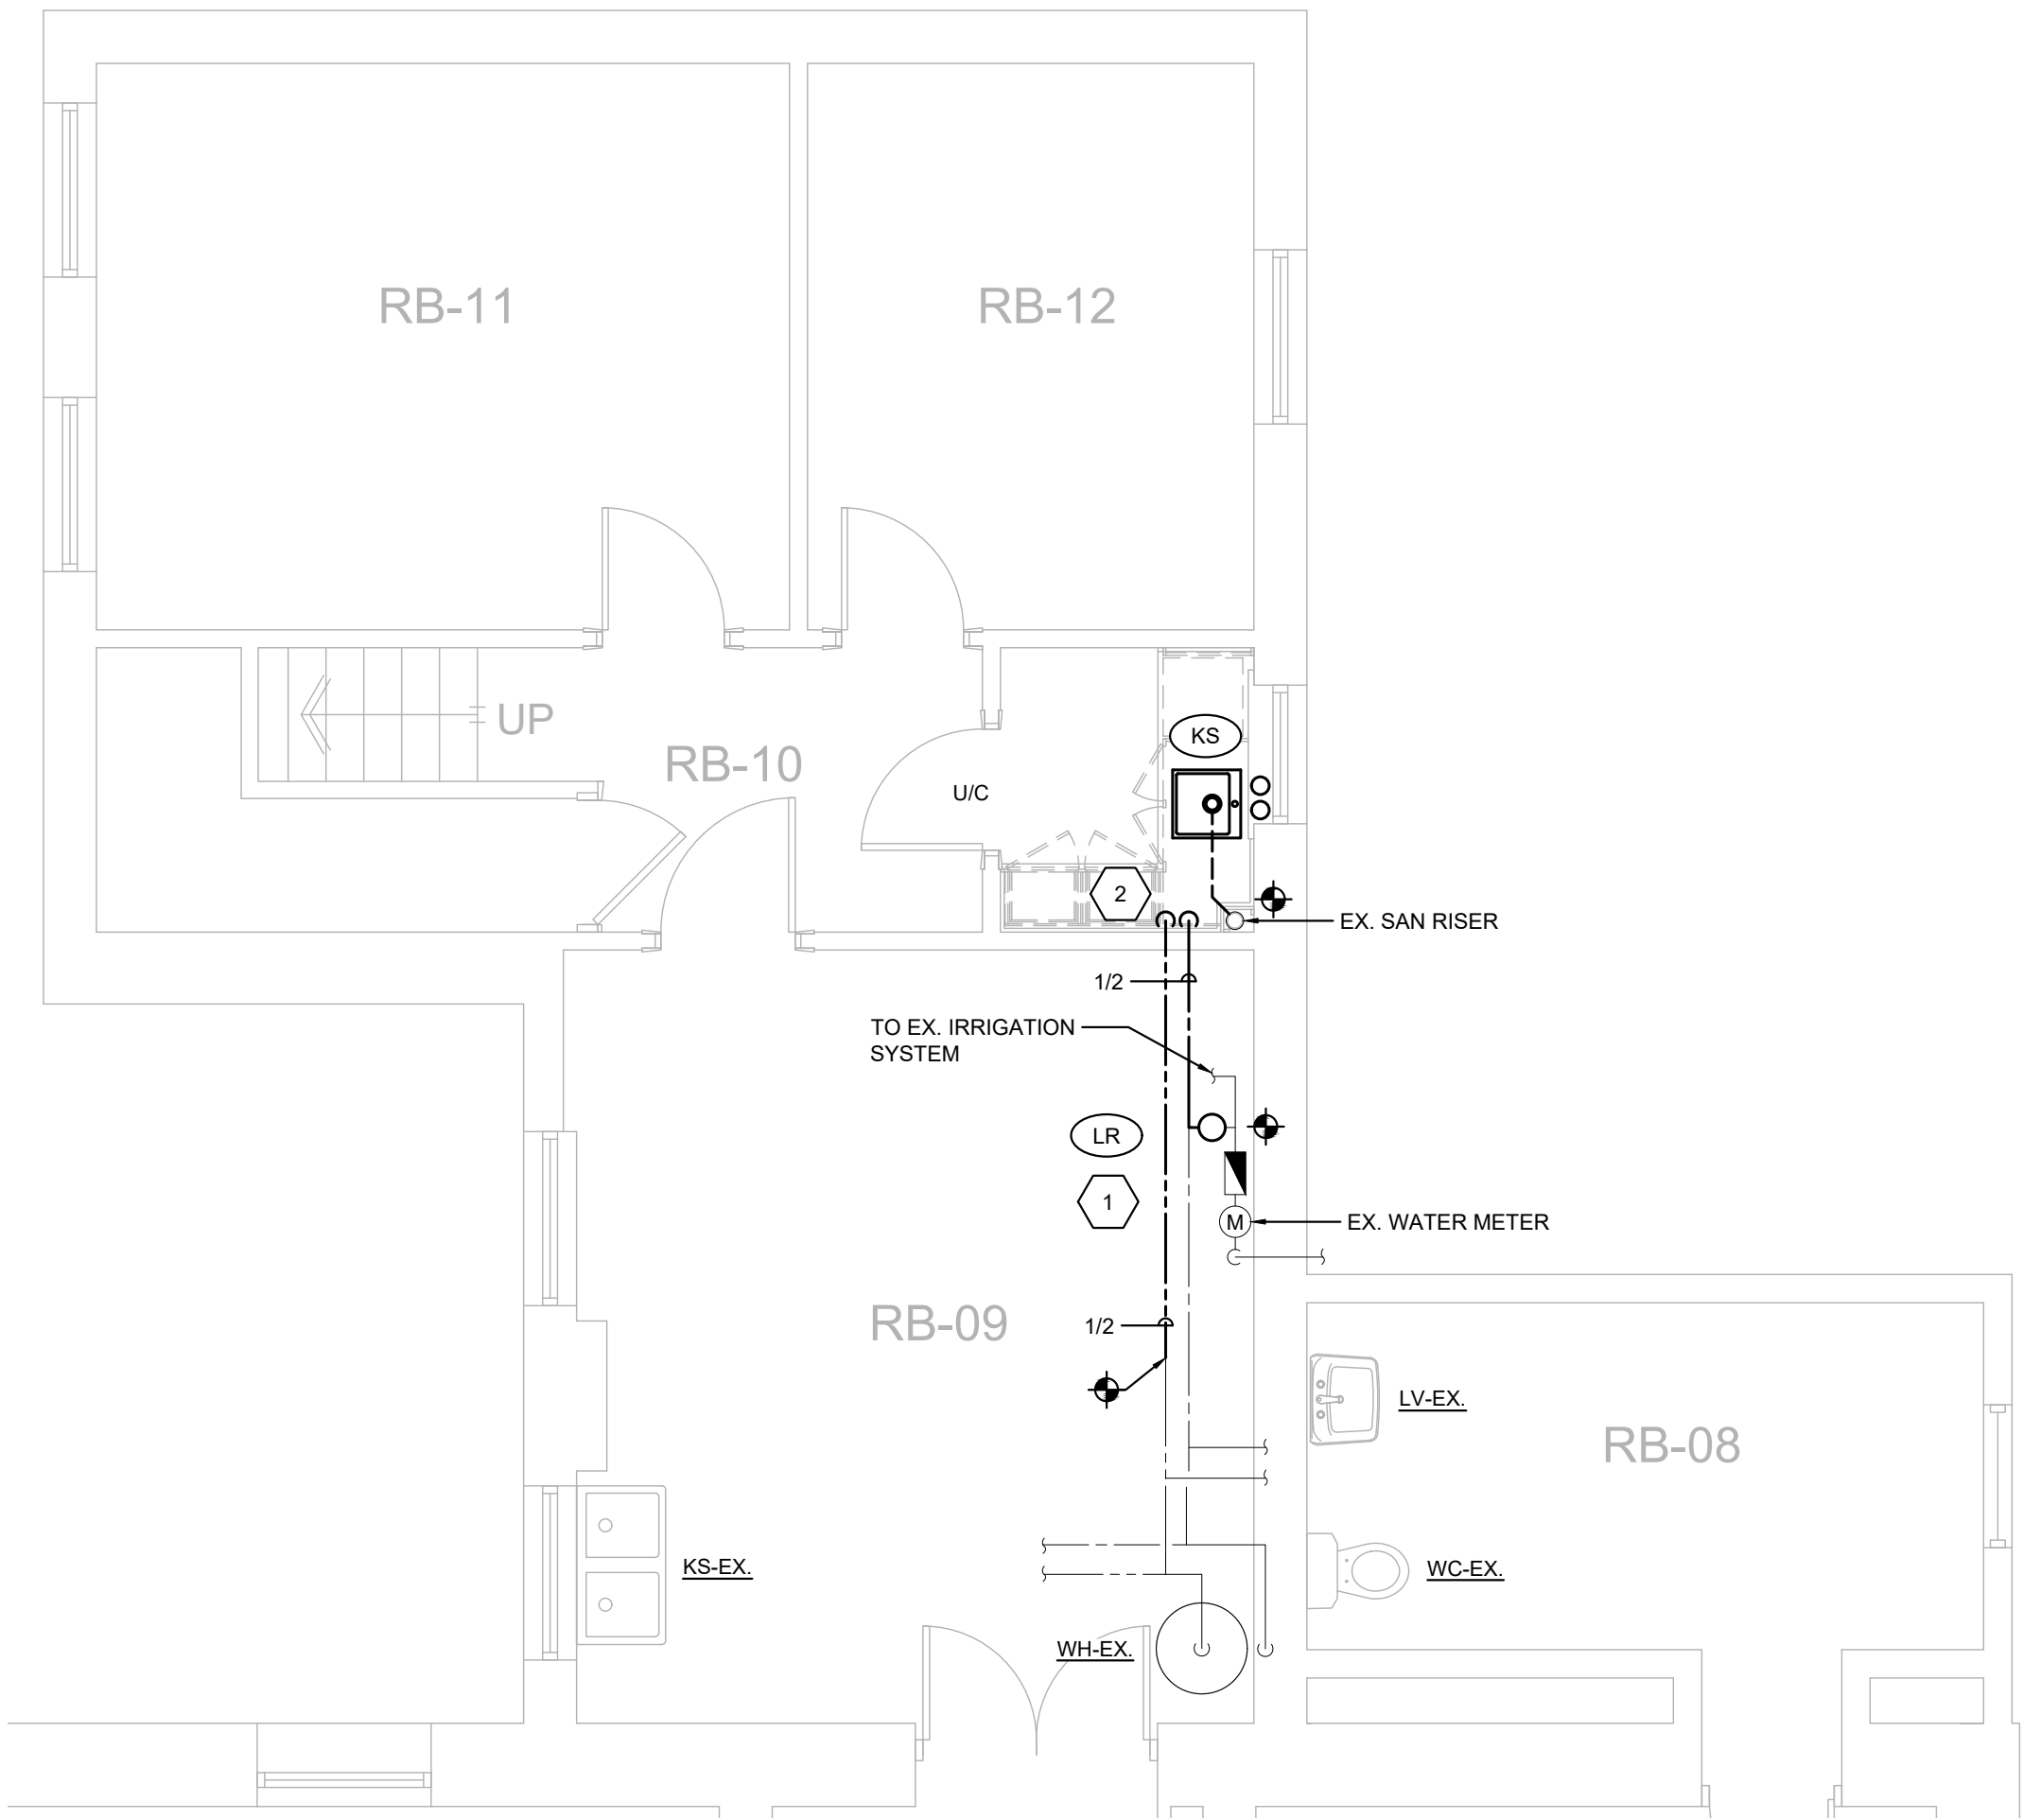 RB-11
RB-12
UP
RB-10
KS
U/C
2
EX. SAN RISER
1/2
TO EX. IRRIGATION
SYSTEM
LR
1
M
EX. WATER METER
RB-09
1/2
LV-EX.
RB-08
KS-EX.
WC-EX.
WH-EX.